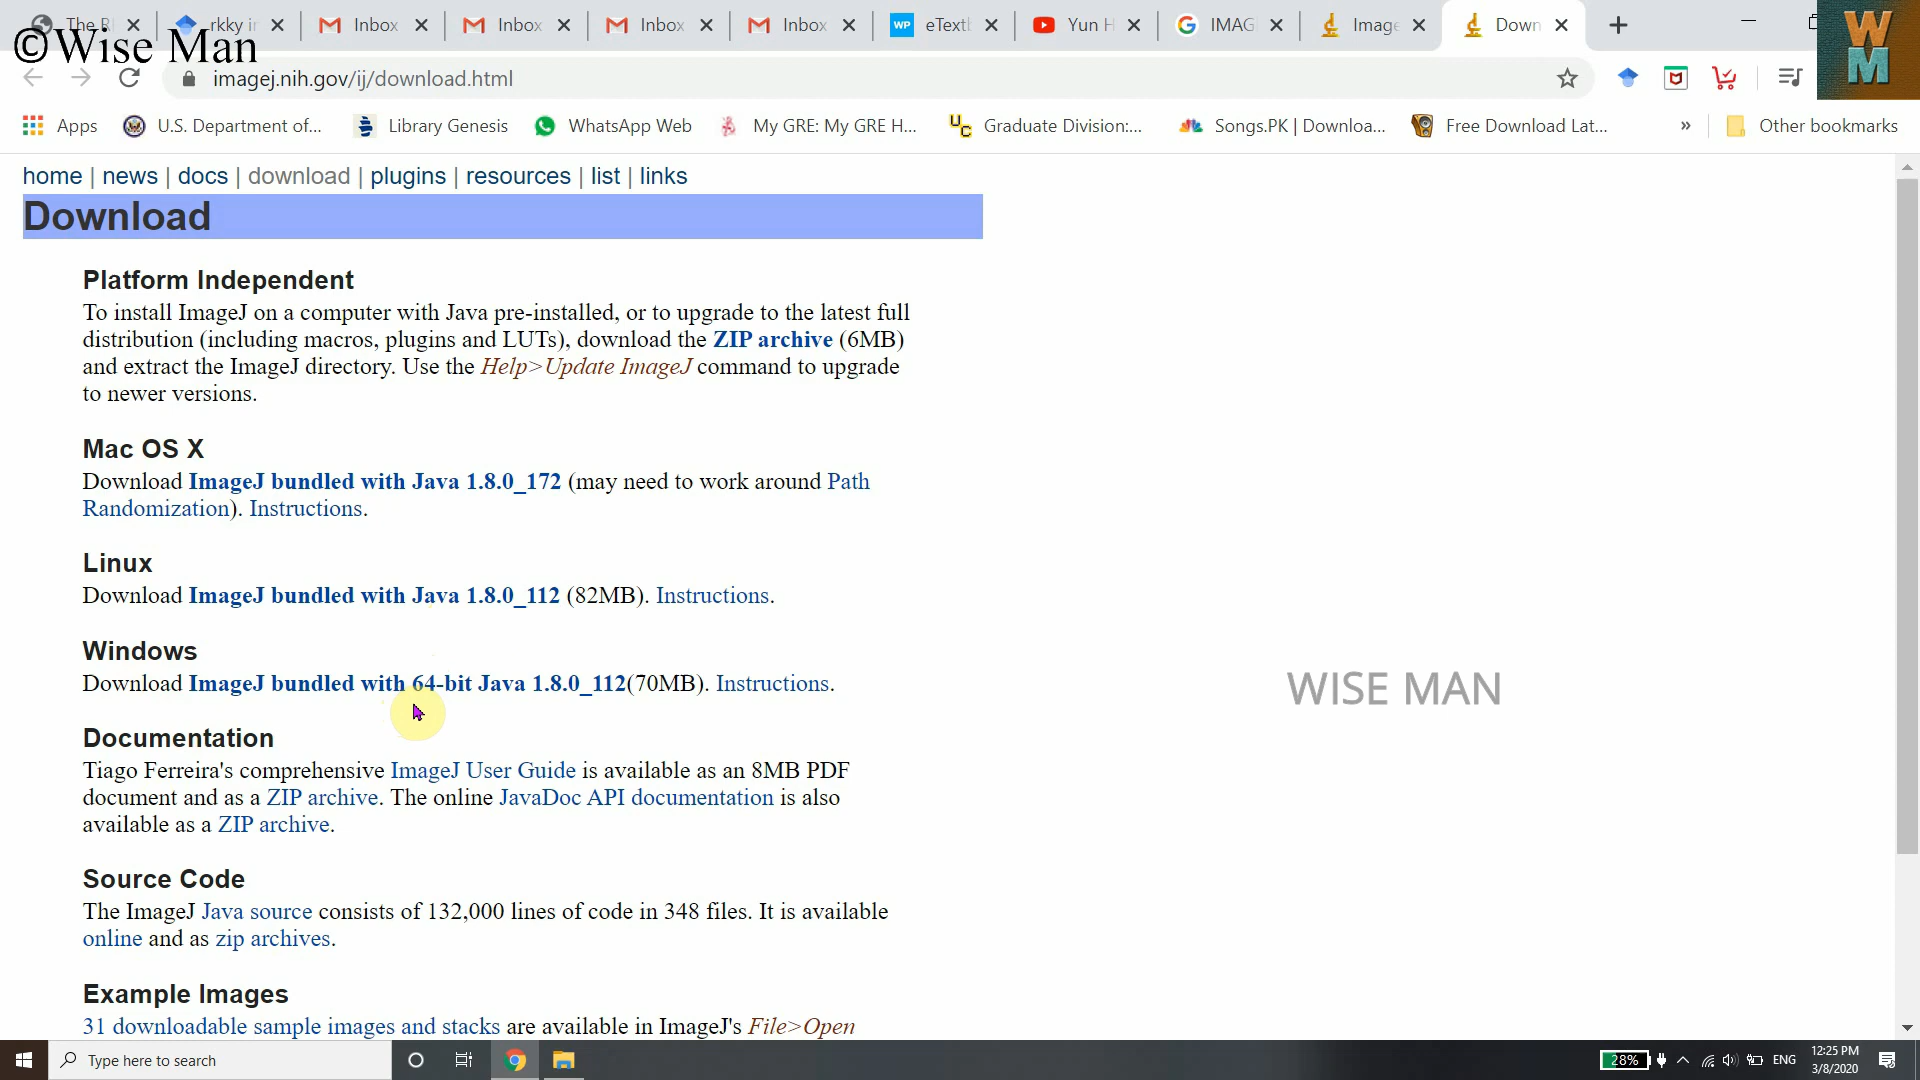 The R
rkky i
Inbox
Inbox
Inbox
Inbox
WP
eText
Yun H
IMAG
Image
Down
©Wise Man
WM
imagej.nih.gov/ij/download.html
Apps
U.S. Department of...
Library Genesis
WhatsApp Web
My GRE: My GRE H...
UC
Graduate Division:...
Songs.PK | Downloa...
Free Download Lat...
»
Other bookmarks
home | news | docs | download | plugins | resources | list | links
Download
Platform Independent
To install ImageJ on a computer with Java pre-installed, or to upgrade to the latest full
distribution (including macros, plugins and LUTs), download the ZIP archive (6MB)
and extract the ImageJ directory. Use the Help>Update ImageJ command to upgrade
to newer versions.
Mac OS X
Download ImageJ bundled with Java 1.8.0_172 (may need to work around Path
Randomization). Instructions.
Linux
Download ImageJ bundled with Java 1.8.0_112 (82MB). Instructions.
Windows
Download ImageJ bundled with 64-bit Java 1.8.0_112(70MB). Instructions.
WISE MAN
Documentation
Tiago Ferreira's comprehensive ImageJ User Guide is available as an 8MB PDF
document and as a ZIP archive. The online JavaDoc API documentation is also
available as a ZIP archive.
Source Code
The ImageJ Java source consists of 132,000 lines of code in 348 files. It is available
online and as zip archives.
Example Images
31 downloadable sample images and stacks are available in ImageJ's File>Open
Type here to search
28%
ENG
12:25 PM
3/8/2020